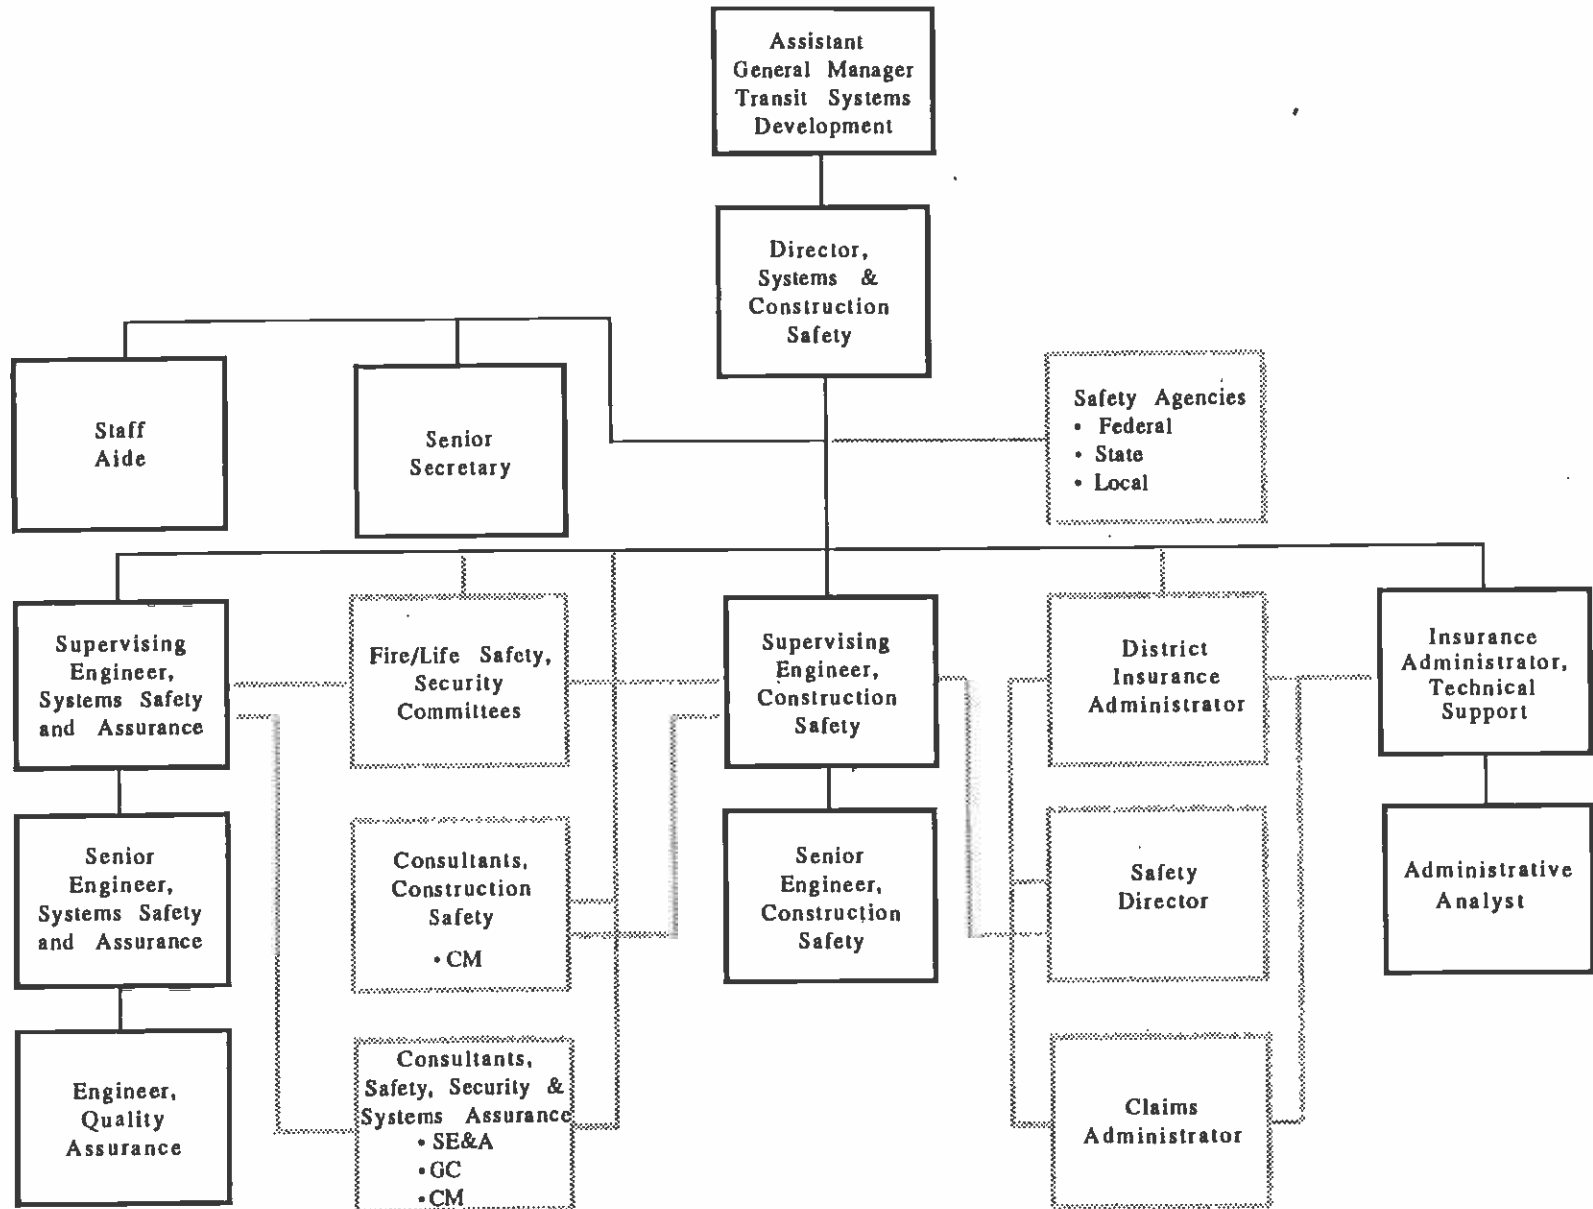 Assistant
General Manager
Transit Systems
Development
Director,
Systems &
Construction
Safety
Staff
Aide
Senior
Secretary
Safety Agencies
• Federal
• State
• Local
Supervising
Engineer,
Systems Safety
and Assurance
Fire/Life Safety,
Security
Committees
Supervising
Engineer,
Construction
Safety
District
Insurance
Administrator
Insurance
Administrator,
Technical
Support
Senior
Engineer,
Systems Safety
and Assurance
Consultants,
Construction
Safety
• CM
Senior
Engineer,
Construction
Safety
Safety
Director
Administrative
Analyst
Engineer,
Quality
Assurance
Consultants,
Safety, Security &
Systems Assurance
• SE&A
• GC
• CM
Claims
Administrator